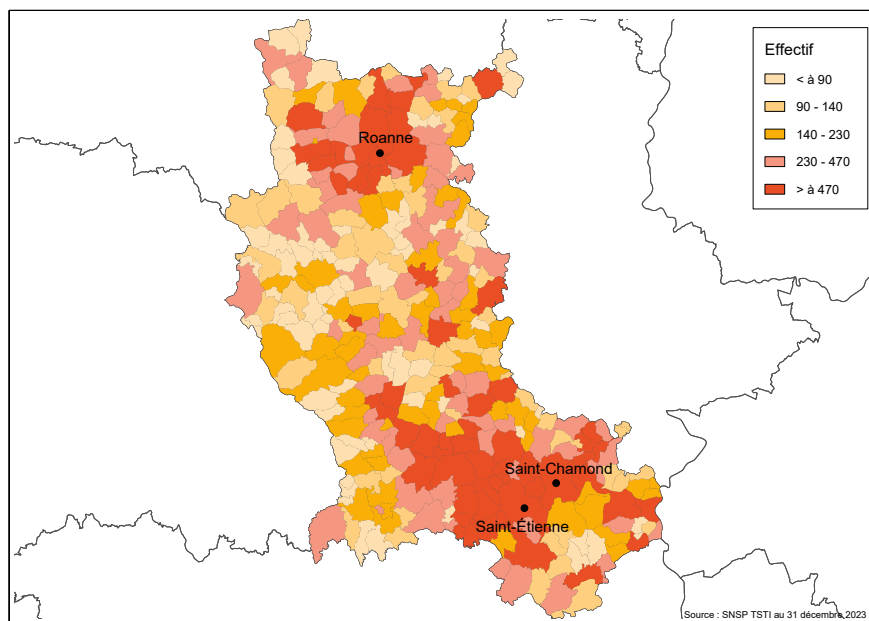 Effectif
< à 90
90 - 140
140 - 230
230 - 470
> à 470
Roanne
Saint-Chamond
Saint-Étienne
Source : SNSP TSTI au 31 décembre 2023